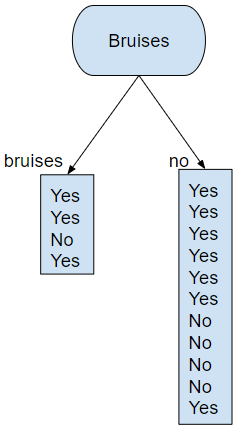 Bruises
bruises
Yes
Yes
No
Yes
no
Yes
Yes
Yes
Yes
Yes
Yes
No
No
No
No
Yes